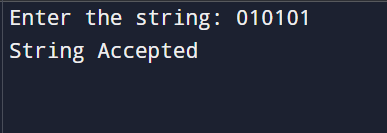 Enter the string: 010101
String Accepted